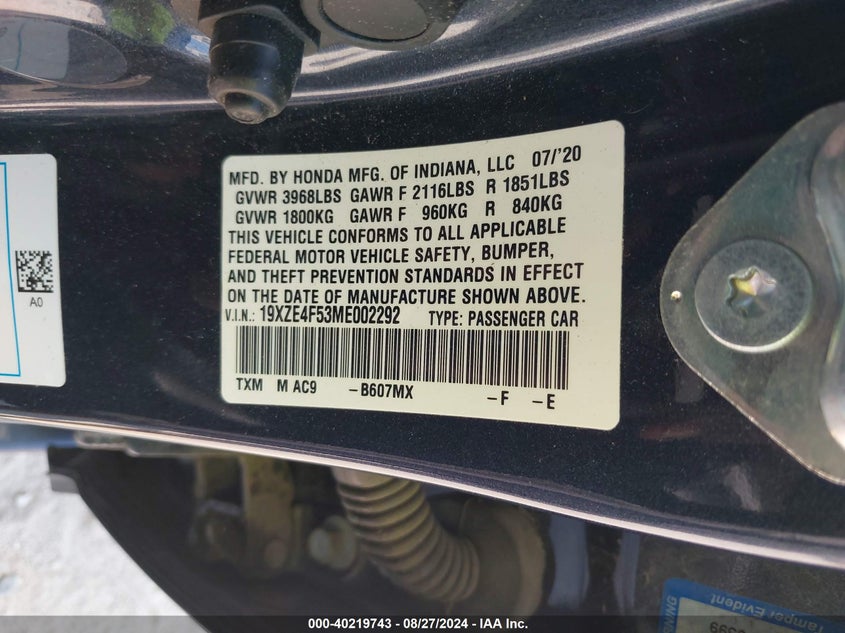 MFD. BY HONDA MFG. OF INDIANA, LLC 07/'20
GVWR 3968LBS GAWR F 2116LBS R 1851LBS
GVWR 1800KG GAWR F 960KG R 840KG
THIS VEHICLE CONFORMS TO ALL APPLICABLE
FEDERAL MOTOR VEHICLE SAFETY, BUMPER,
AND THEFT PREVENTION STANDARDS IN EFFECT
ON THE DATE OF MANUFACTURE SHOWN ABOVE.
V.I.N.: 19XZE4F53ME002292 TYPE: PASSENGER CAR
TXM M AC9 -B607MX -F -E
A0
Tamper Evident
000-40219743 - 08/27/2024 - IAA Inc.